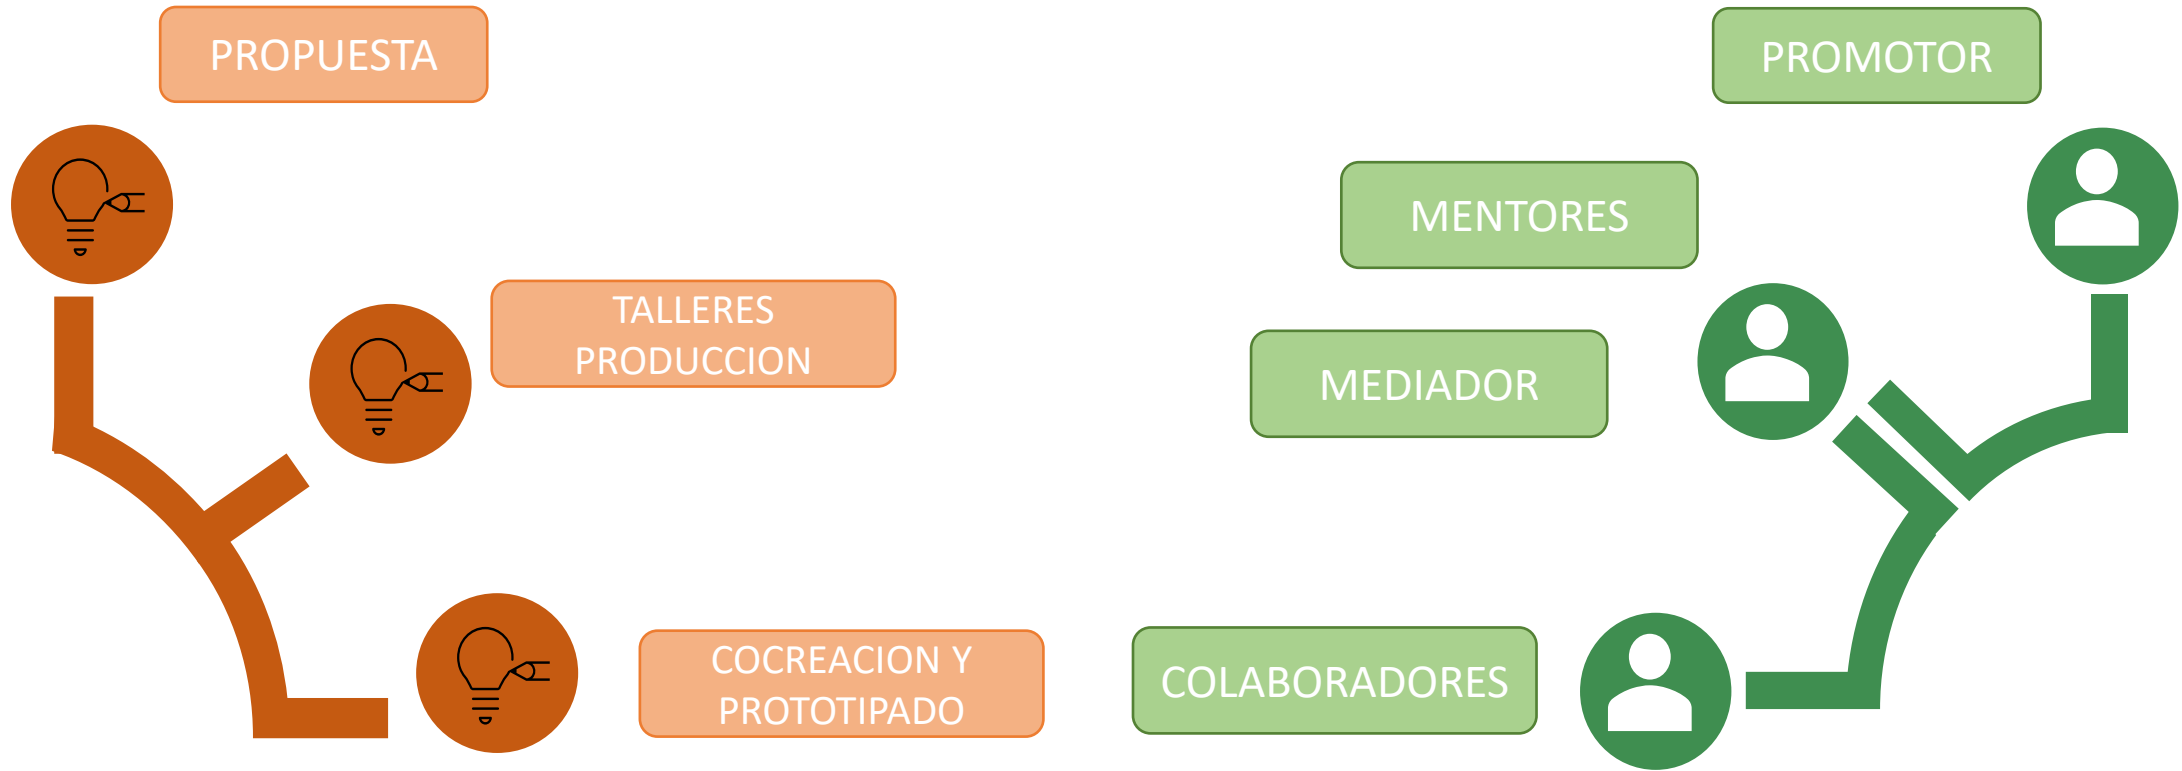 PROPUESTA
TALLERES
PRODUCCION
COCREACION Y
PROTOTIPADO
PROMOTOR
MENTORES
MEDIADOR
COLABORADORES